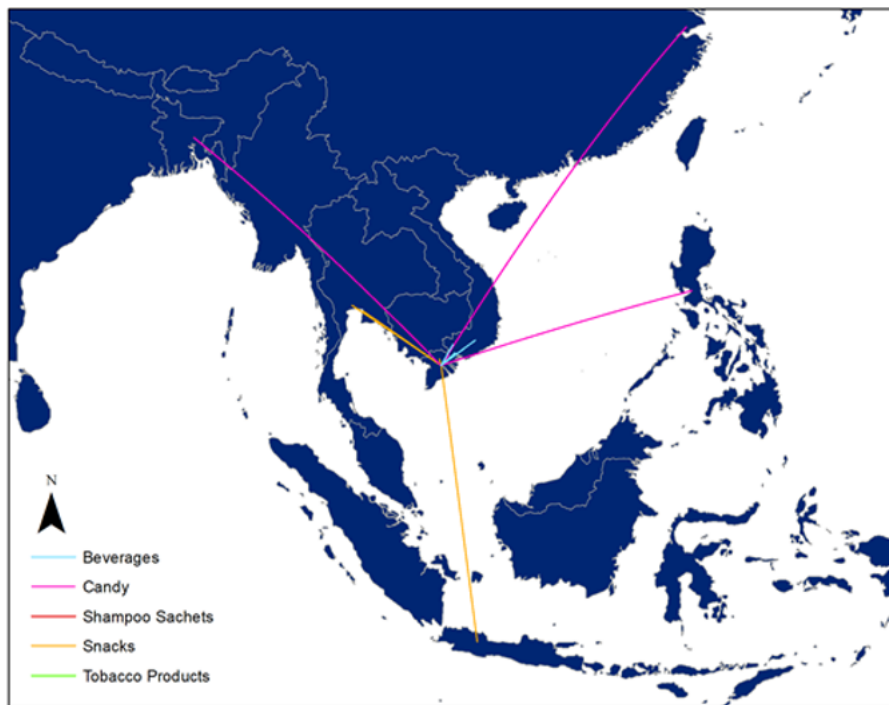 N
Beverages
Candy
Shampoo Sachets
Snacks
Tobacco Products